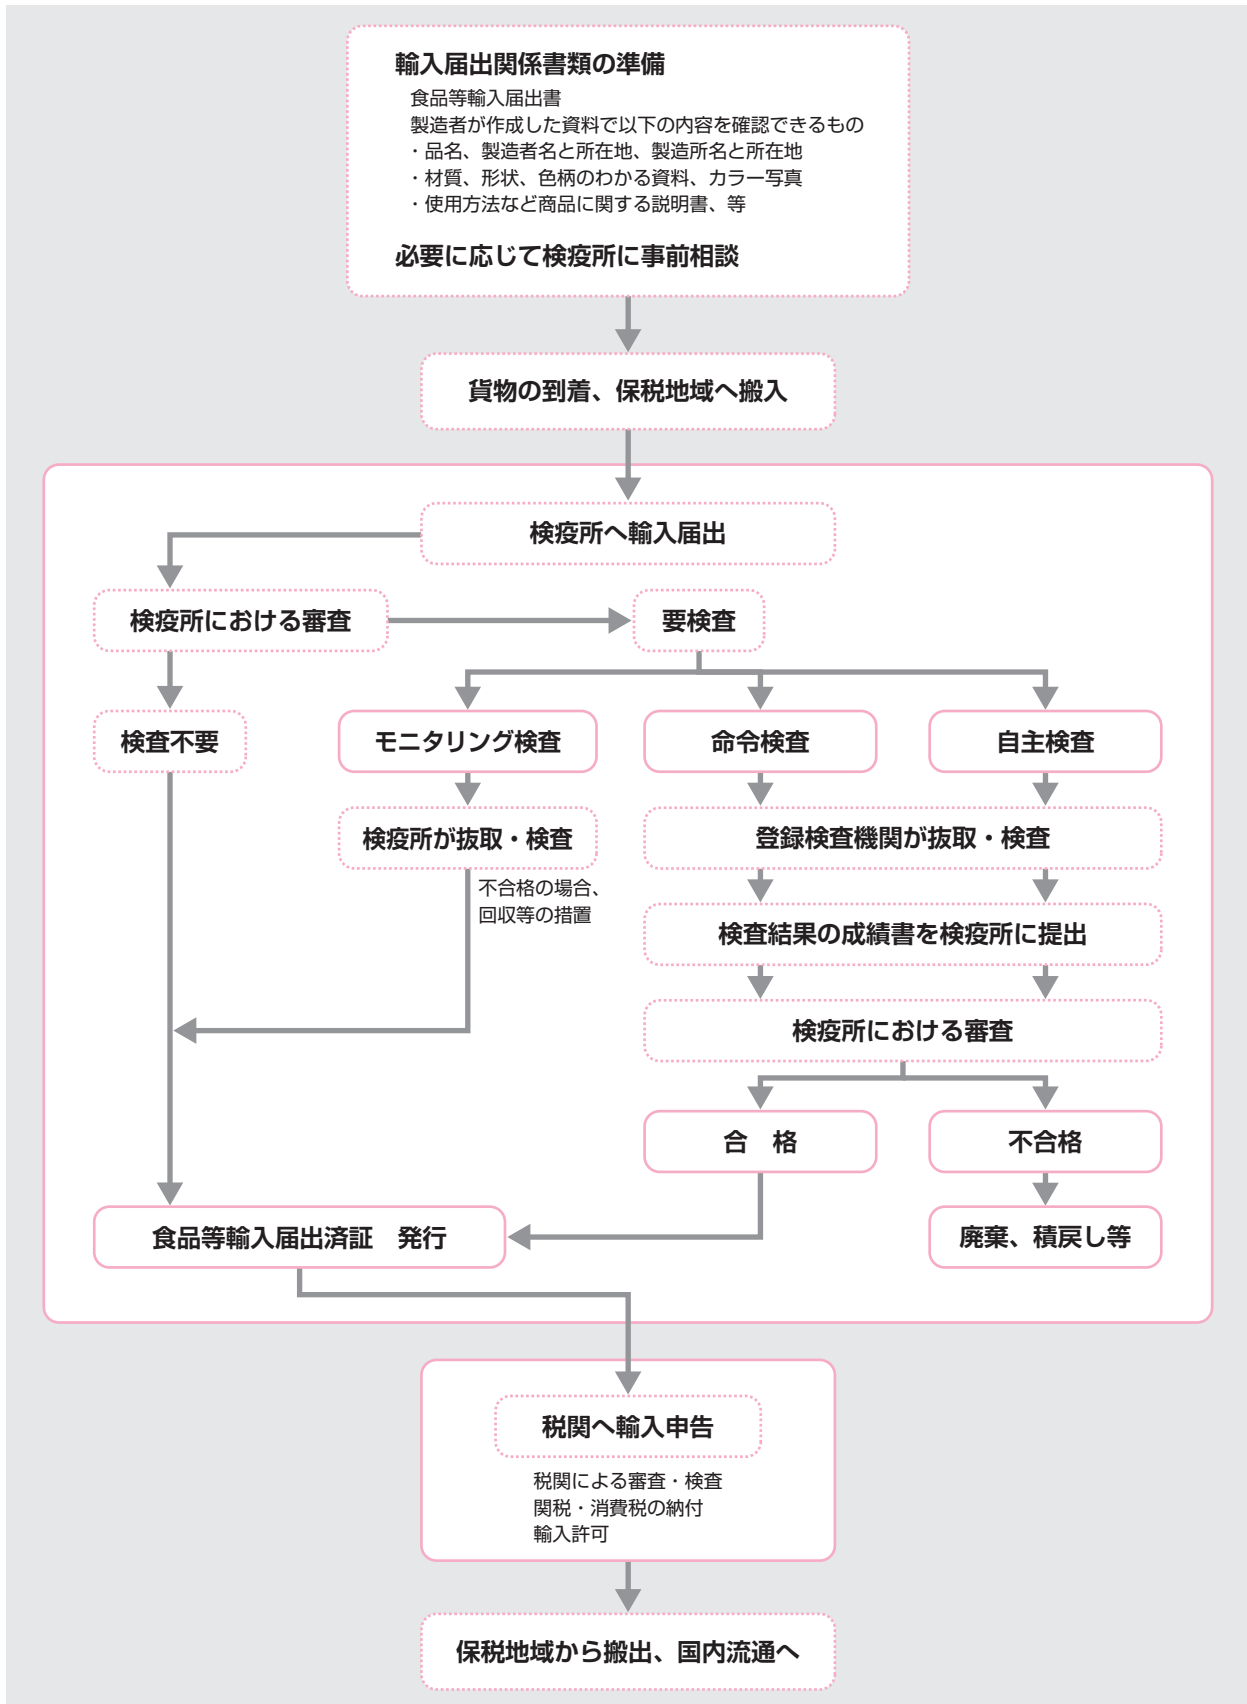 輸入届出関係書類の準備
食品等輸入届出書
製造者が作成した資料で以下の内容を確認できるもの
・品名、製造者名と所在地、製造所名と所在地
・材質、形状、色柄のわかる資料、カラー写真
・使用方法など商品に関する説明書、等
必要に応じて検疫所に事前相談
貨物の到着、保税地域へ搬入
検疫所へ輸入届出
検疫所における審査
要検査
検査不要
モニタリング検査
命令検査
自主検査
検疫所が抜取・検査
登録検査機関が抜取・検査
不合格の場合、
回収等の措置
検査結果の成績書を検疫所に提出
検疫所における審査
合　格
不合格
食品等輸入届出済証　発行
廃棄、積戻し等
税関へ輸入申告
税関による審査・検査
関税・消費税の納付
輸入許可
保税地域から搬出、国内流通へ